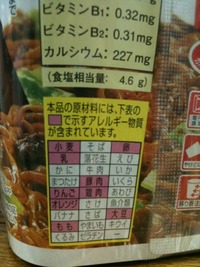 ビタミンB₁: 0.32mg
ビタミンB₂: 0.31mg
カルシウム: 227mg
(食塩相当量: 4.6g)
本品の原材料には、下表の
で示すアレルギー物質
が含まれています。
小麦 そば 卵
乳 落花生 えび
かに 牛肉 いか
まつたけ 豚肉 いくら
りんご 鶏肉 あわび
オレンジ さけ 魚介類
バナナ さば 大豆
もも やまいも キウイ
くるみ ゼラチン ー